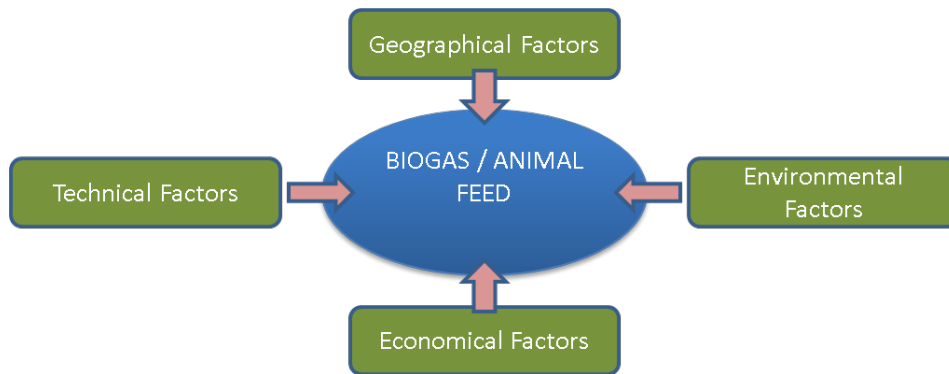 Geographical Factors
BIOGAS / ANIMAL
FEED
Technical Factors
Environmental
Factors
Economical Factors